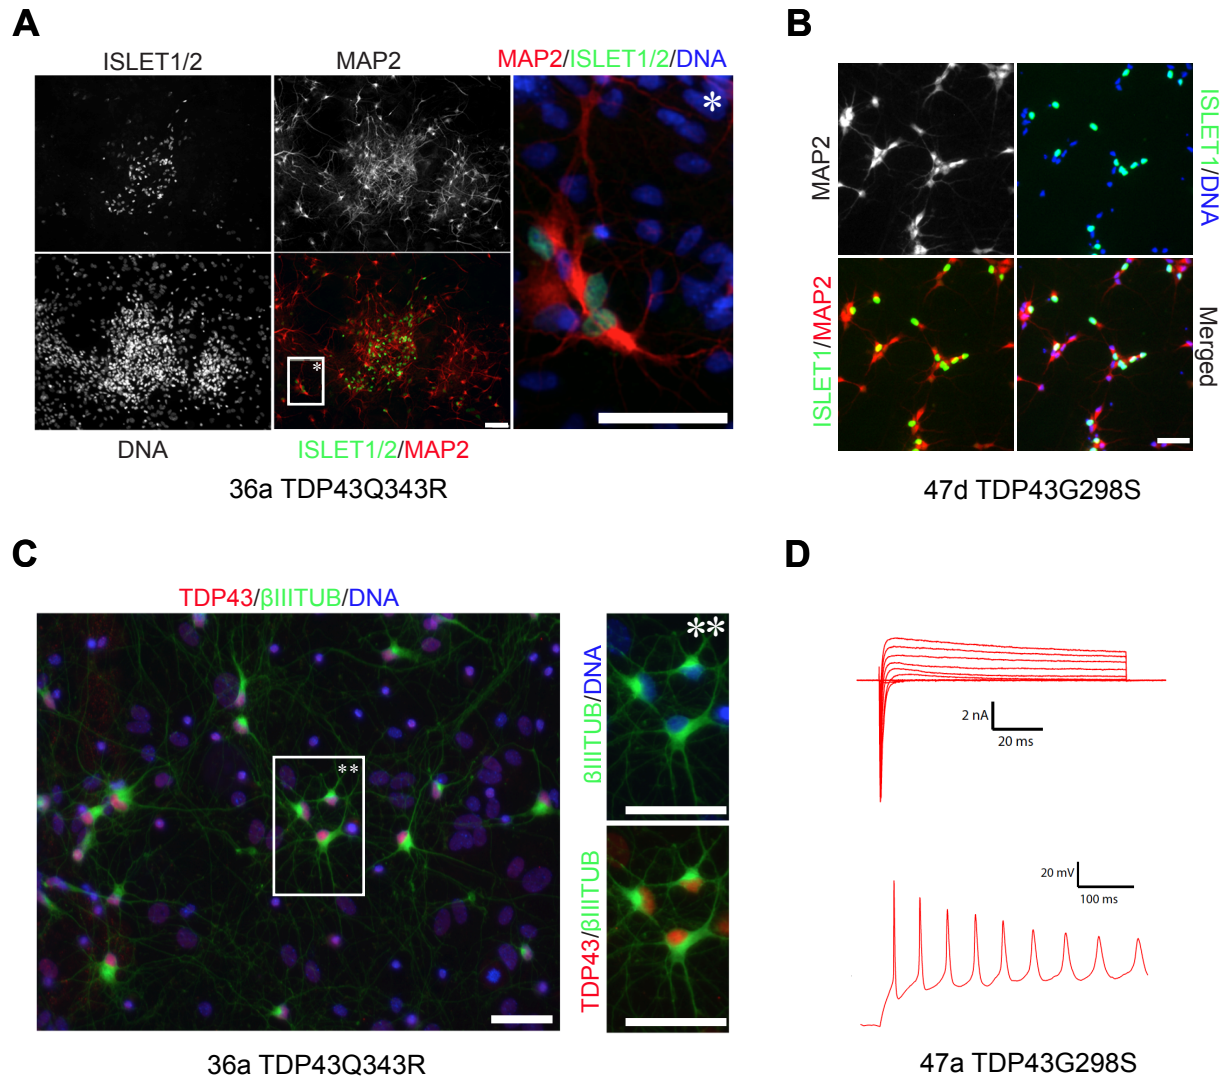 A
ISLET1/2
MAP2
MAP2/ISLET1/2/DNA
*
*
DNA
ISLET1/2/MAP2
36a TDP43Q343R
B
MAP2
ISLET1/DNA
ISLET1/MAP2
Merged
47d TDP43G298S
C
TDP43/βIIITUB/DNA
**
**
βIIITUB/DNA
TDP43/βIIITUB
36a TDP43Q343R
D
2 nA
20 ms
20 mV
100 ms
47a TDP43G298S